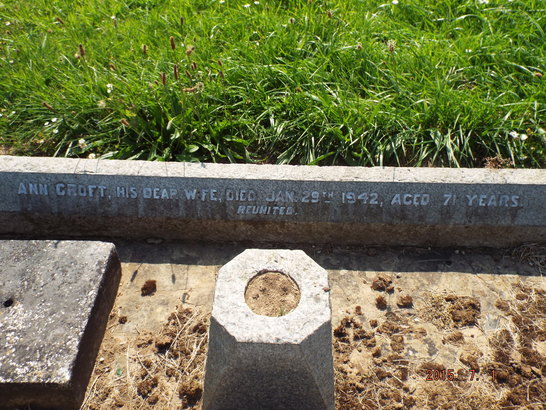 ANN CROFT, HIS DEAR WIFE, DIED JAN. 29TH 1942, AGED 71 YEARS.
REUNITED.